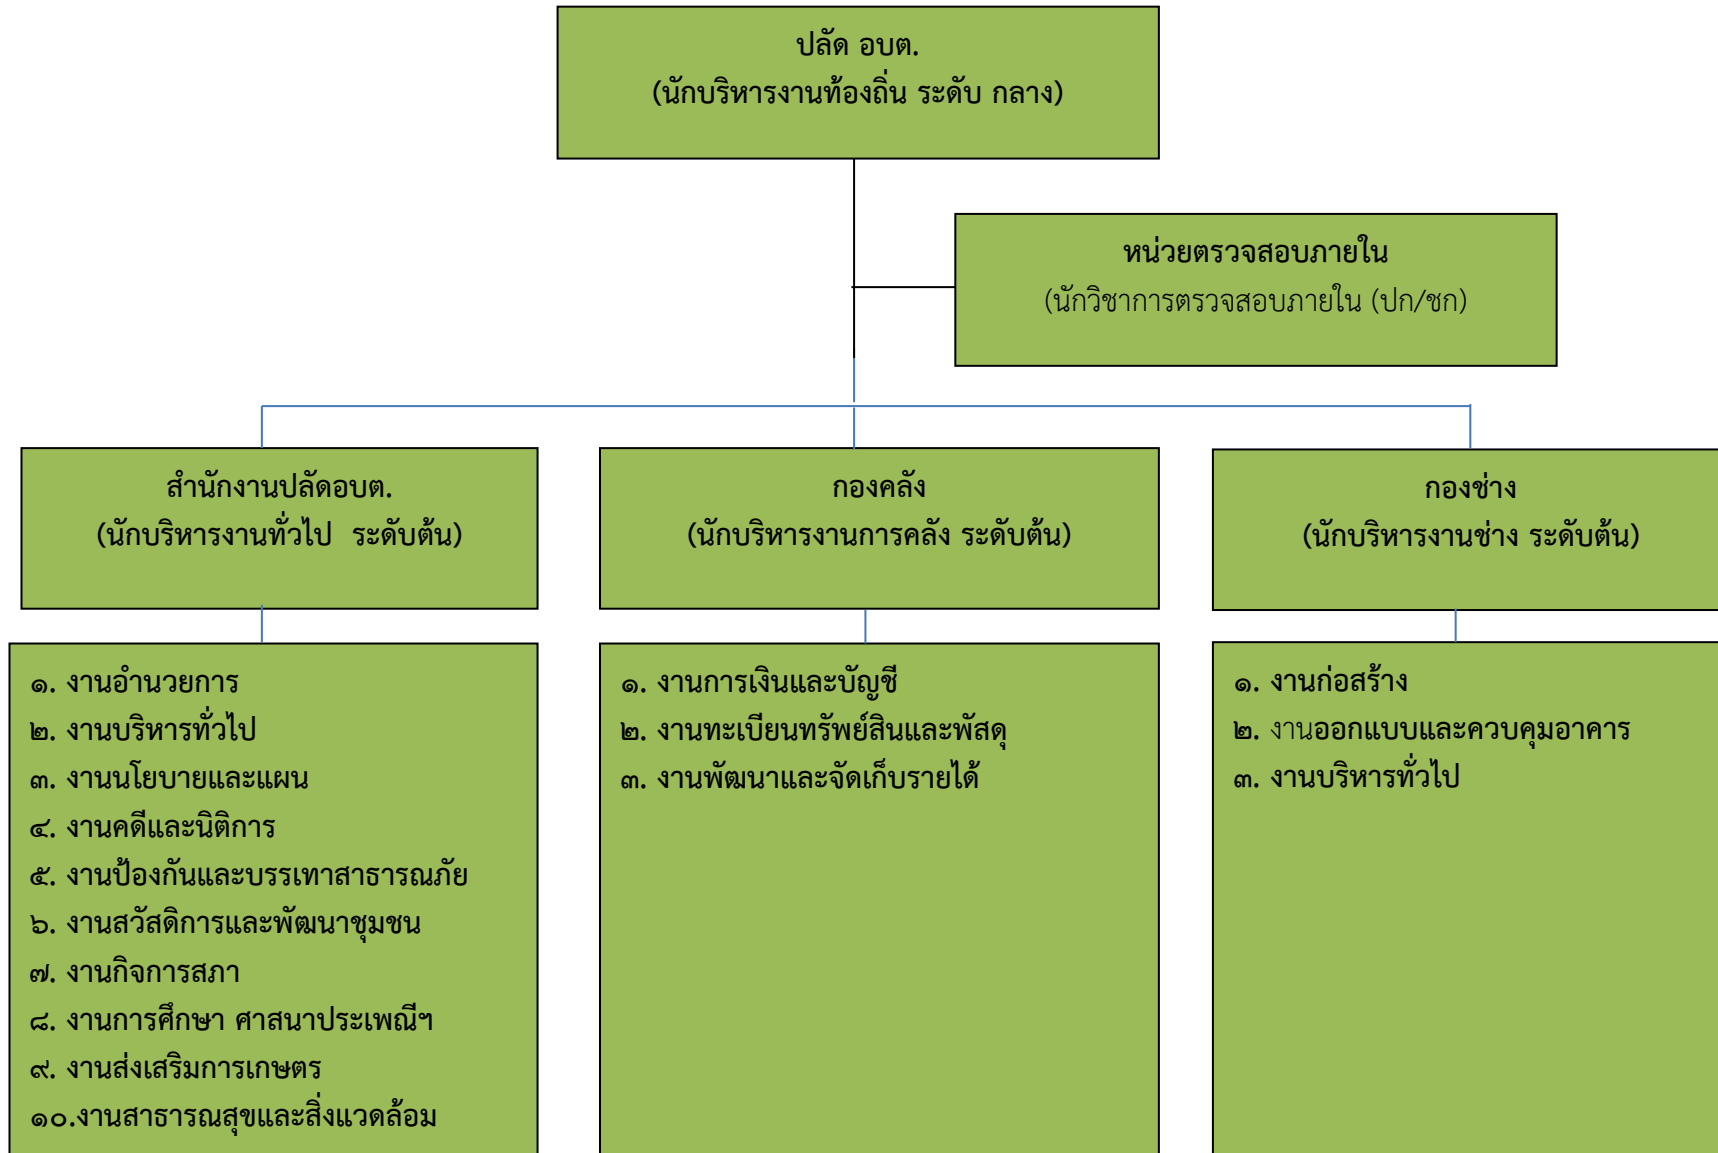 ปลัด อบต.
(นักบริหารงานท้องถิ่น ระดับ กลาง)
หน่วยตรวจสอบภายใน
(นักวิชาการตรวจสอบภายใน (ปก/ชก)
สำนักงานปลัดอบต.
(นักบริหารงานทั่วไป  ระดับต้น)
กองคลัง
(นักบริหารงานการคลัง ระดับต้น)
กองช่าง
(นักบริหารงานช่าง ระดับต้น)
๑. งานอำนวยการ
๒. งานบริหารทั่วไป
๓. งานนโยบายและแผน
๔. งานคดีและนิติการ
๕. งานป้องกันและบรรเทาสาธารณภัย
๖. งานสวัสดิการและพัฒนาชุมชน
๗. งานกิจการสภา
๘. งานการศึกษา ศาสนาประเพณีฯ
๙. งานส่งเสริมการเกษตร
๑๐.งานสาธารณสุขและสิ่งแวดล้อม
๑. งานการเงินและบัญชี
๒. งานทะเบียนทรัพย์สินและพัสดุ
๓. งานพัฒนาและจัดเก็บรายได้
๑. งานก่อสร้าง
๒. งานออกแบบและควบคุมอาคาร
๓. งานบริหารทั่วไป